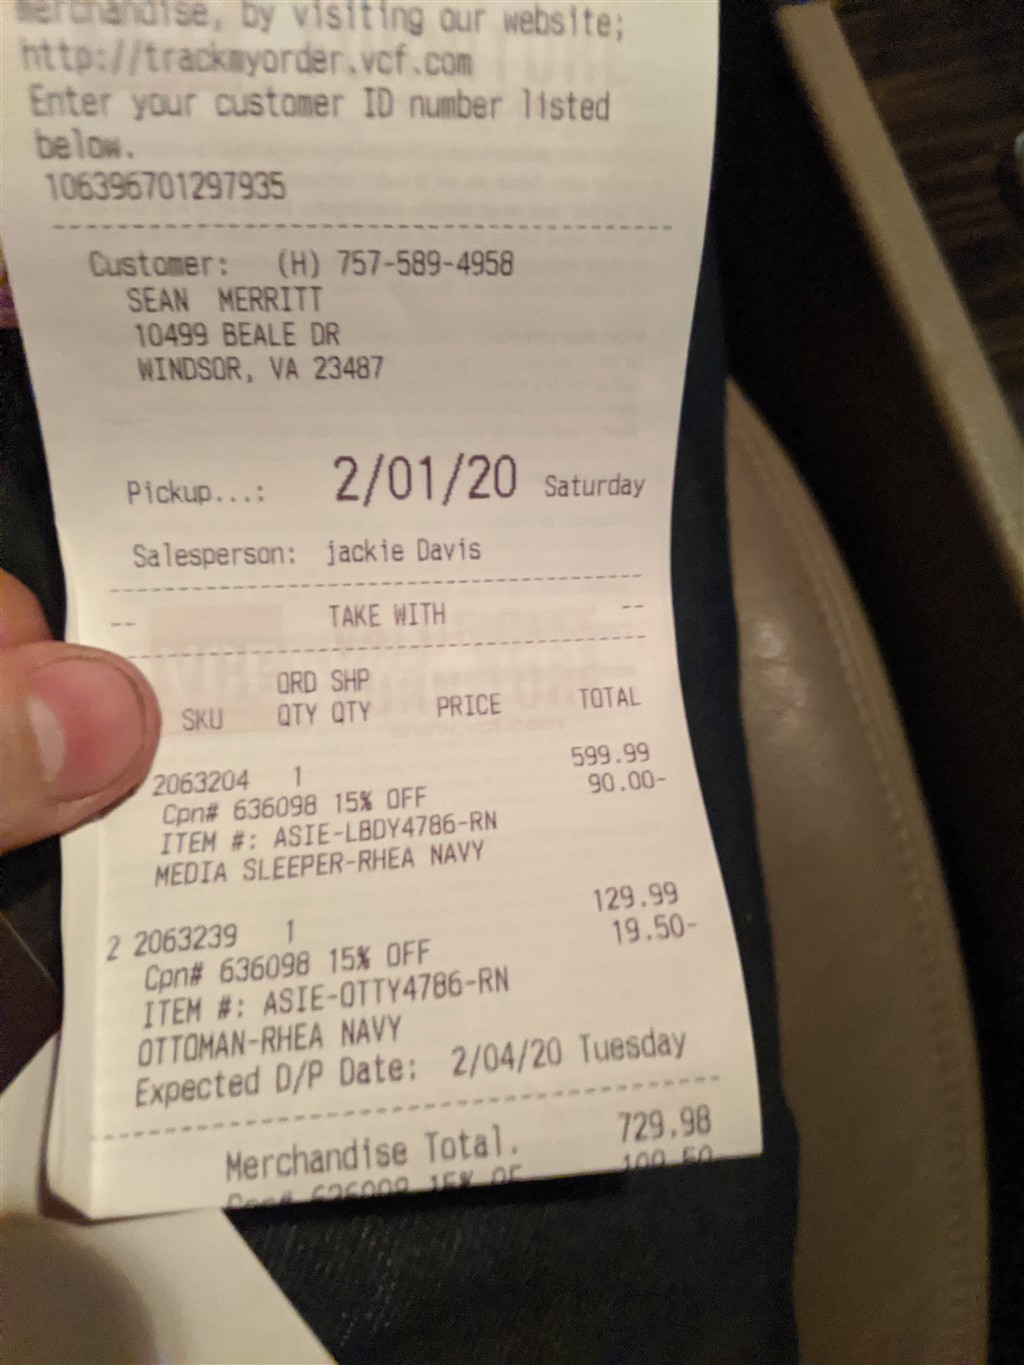 merchandise, by visiting our website;
http://trackmyorder.vcf.com
Enter your customer ID number listed
below.
106396701297935
Customer: (H) 757-589-4958
SEAN MERRITT
10499 BEALE DR
WINDSOR, VA 23487
Pickup...: 2/01/20 Saturday
Salesperson: jackie Davis
-- TAKE WITH --
ORD SHP
SKU QTY QTY PRICE TOTAL
2063204 1 599.99
Cpn# 636098 15% OFF 90.00-
ITEM #: ASIE-LBDY4786-RN
MEDIA SLEEPER-RHEA NAVY
2 2063239 1 129.99
Cpn# 636098 15% OFF 19.50-
ITEM #: ASIE-OTTY4786-RN
OTTOMAN-RHEA NAVY
Expected D/P Date: 2/04/20 Tuesday
Merchandise Total. 729.98